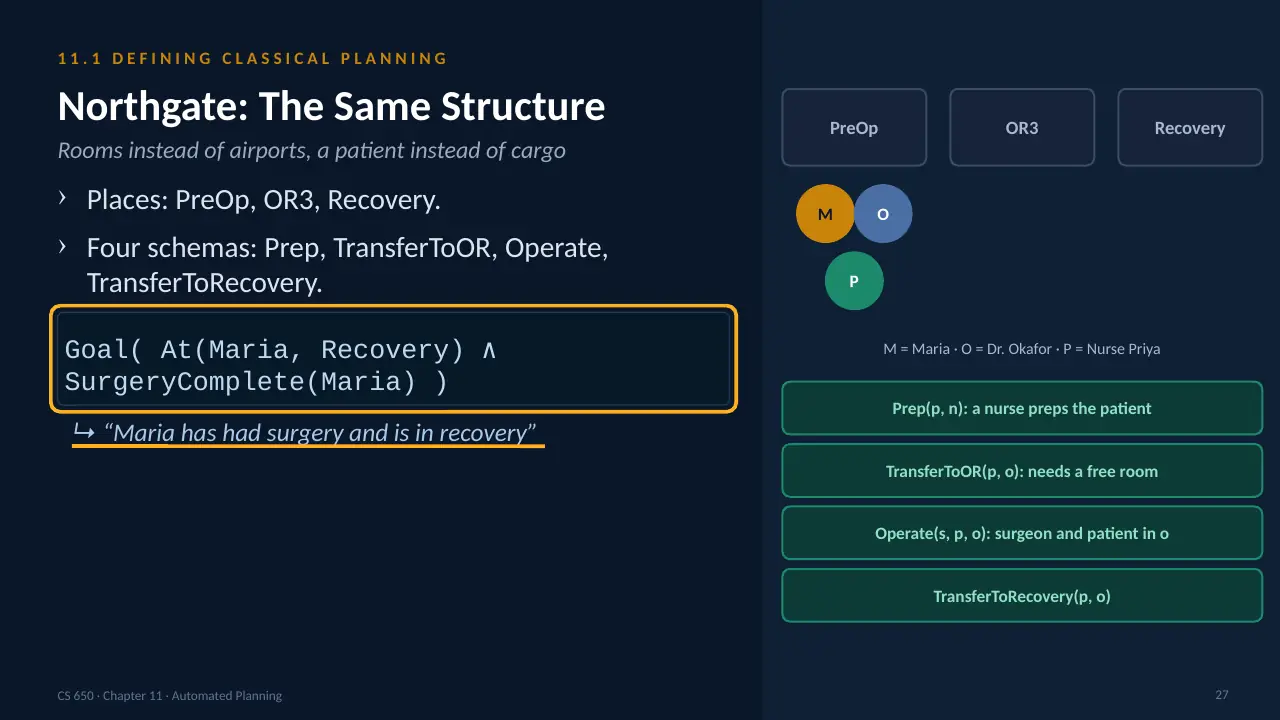 11.1 DEFINING CLASSICAL PLANNING
Northgate: The Same Structure
Rooms instead of airports, a patient instead of cargo
› Places: PreOp, OR3, Recovery.
› Four schemas: Prep, TransferToOR, Operate,
TransferToRecovery.
Goal( At(Maria, Recovery) ∧
SurgeryComplete(Maria) )
↪ “Maria has had surgery and is in recovery”
PreOp
OR3
Recovery
M
O
P
M = Maria · O = Dr. Okafor · P = Nurse Priya
Prep(p, n): a nurse preps the patient
TransferToOR(p, o): needs a free room
Operate(s, p, o): surgeon and patient in o
TransferToRecovery(p, o)
CS 650 · Chapter 11 · Automated Planning
27